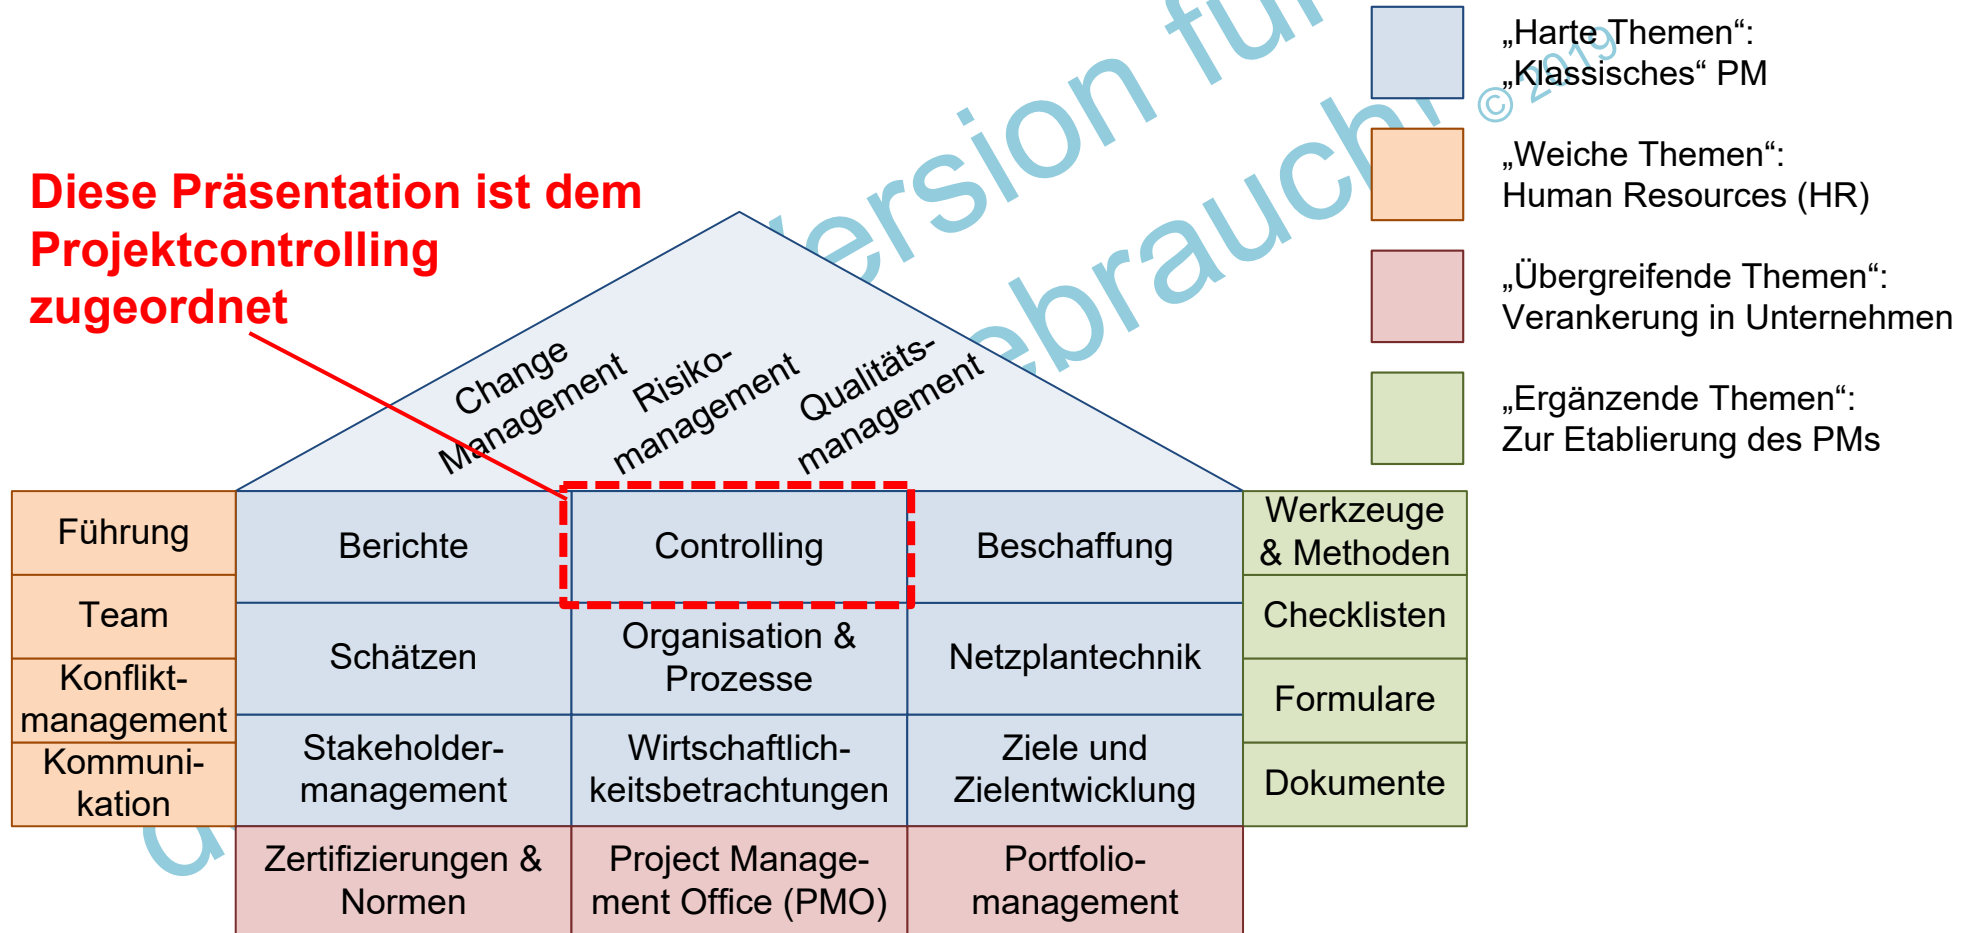 „Harte Themen“:
„Klassisches“ PM
© 2019
„Weiche Themen“:
Human Resources (HR)
„Übergreifende Themen“:
Verankerung in Unternehmen
„Ergänzende Themen“:
Zur Etablierung des PMs
Diese Präsentation ist dem
Projektcontrolling
zugeordnet
Change
Management
Risiko-
management
Qualitäts-
management
Führung
Team
Konflikt-
management
Kommuni-
kation
Berichte
Controlling
Beschaffung
Schätzen
Organisation &
Prozesse
Netzplantechnik
Stakeholder-
management
Wirtschaftlich-
keitsbetrachtungen
Ziele und
Zielentwicklung
Zertifizierungen &
Normen
Project Manage-
ment Office (PMO)
Portfolio-
management
Werkzeuge
& Methoden
Checklisten
Formulare
Dokumente